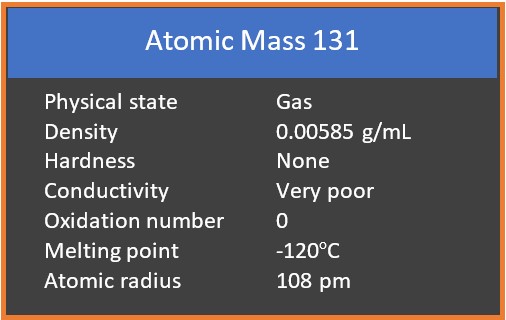 Atomic Mass 131
Physical state Gas
Density 0.00585 g/mL
Hardness None
Conductivity Very poor
Oxidation number 0
Melting point -120°C
Atomic radius 108 pm